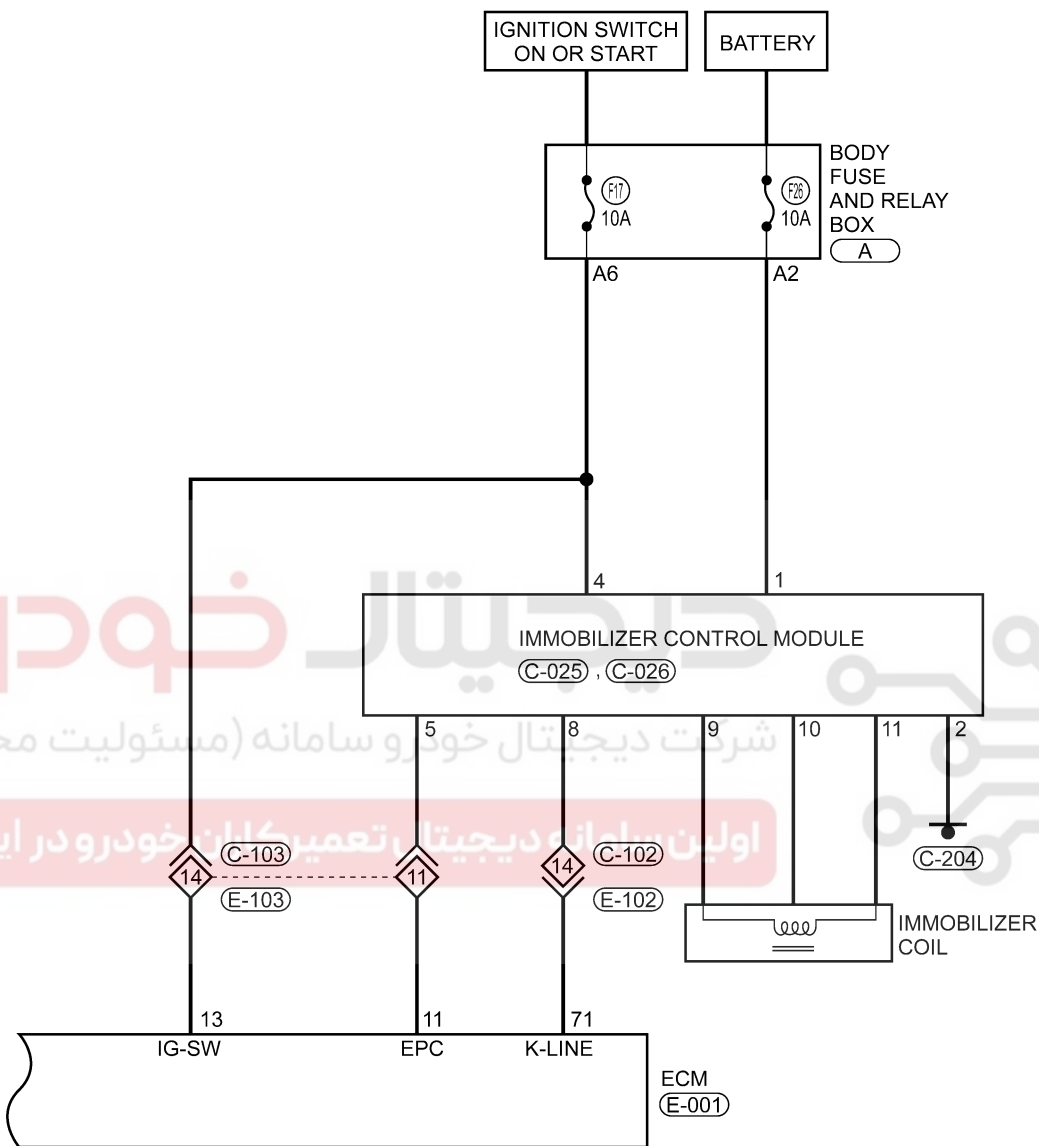 IGNITION SWITCH
ON OR START
BATTERY
BODY
FUSE
AND RELAY
BOX
A
F17
10A
F26
10A
A6
A2
4
1
دیجیتال خودرو
IMMOBILIZER CONTROL MODULE
C-025 , C-026
5
8
9
10
11
2
شرکت دیجیتال خودرو سامانه (مسئولیت
اولین سامانه دیجیتال تعمیرکاران خودرو در
C-103
14
E-103
11
C-102
14
E-102
C-204
IMMOBILIZER
COIL
13
11
71
IG-SW
EPC
K-LINE
ECM
E-001